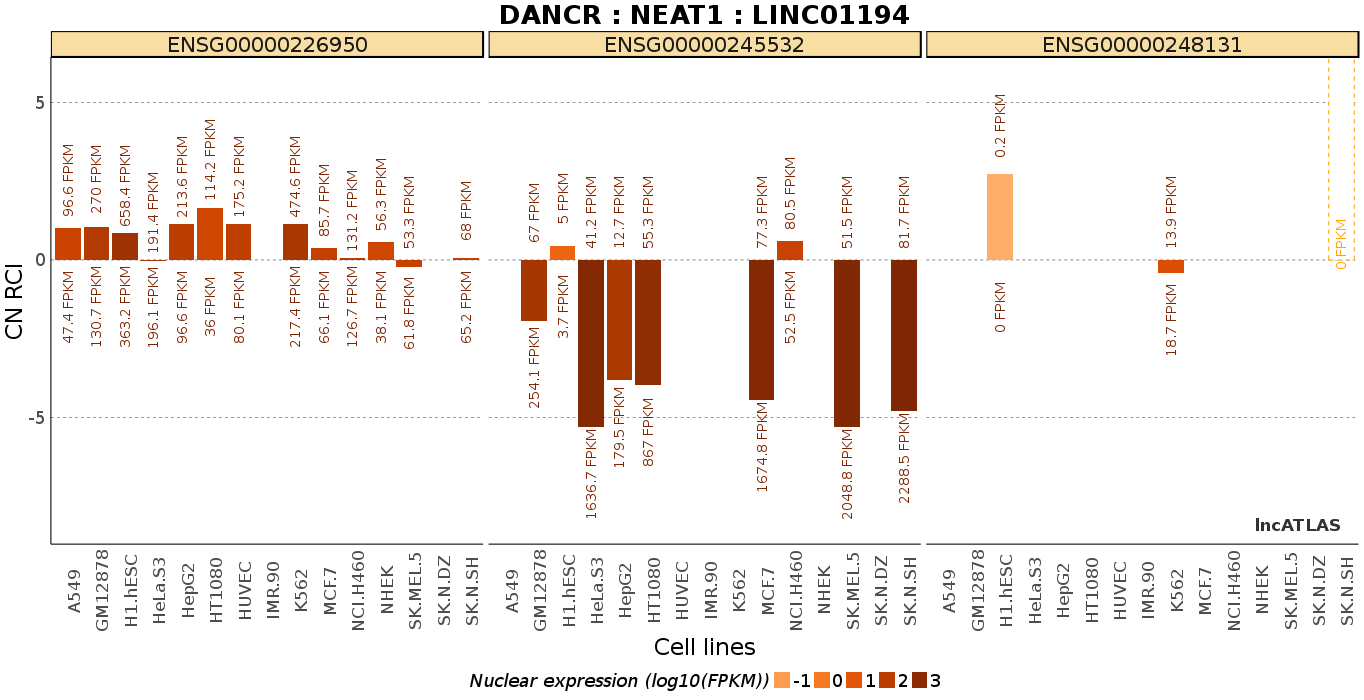 DANCR : NEAT1 : LINC01194
ENSG00000226950
ENSG00000245532
ENSG00000248131
CN RCI
5
0
-5
96.6 FPKM
270 FPKM
658.4 FPKM
191.4 FPKM
213.6 FPKM
114.2 FPKM
175.2 FPKM
474.6 FPKM
85.7 FPKM
131.2 FPKM
56.3 FPKM
53.3 FPKM
68 FPKM
47.4 FPKM
130.7 FPKM
363.2 FPKM
196.1 FPKM
96.6 FPKM
36 FPKM
80.1 FPKM
217.4 FPKM
66.1 FPKM
126.7 FPKM
38.1 FPKM
61.8 FPKM
65.2 FPKM
67 FPKM
5 FPKM
41.2 FPKM
12.7 FPKM
55.3 FPKM
77.3 FPKM
80.5 FPKM
51.5 FPKM
81.7 FPKM
254.1 FPKM
3.7 FPKM
1636.7 FPKM
179.5 FPKM
867 FPKM
1674.8 FPKM
52.5 FPKM
2048.8 FPKM
2288.5 FPKM
0.2 FPKM
13.9 FPKM
0 FPKM
0 FPKM
18.7 FPKM
lncATLAS
A549
GM12878
H1.hESC
HeLa.S3
HepG2
HT1080
HUVEC
IMR.90
K562
MCF.7
NCI.H460
NHEK
SK.MEL.5
SK.N.DZ
SK.N.SH
A549
GM12878
H1.hESC
HeLa.S3
HepG2
HT1080
HUVEC
IMR.90
K562
MCF.7
NCI.H460
NHEK
SK.MEL.5
SK.N.DZ
SK.N.SH
A549
GM12878
H1.hESC
HeLa.S3
HepG2
HT1080
HUVEC
IMR.90
K562
MCF.7
NCI.H460
NHEK
SK.MEL.5
SK.N.DZ
SK.N.SH
Cell lines
Nuclear expression (log10(FPKM)) -1 0 1 2 3